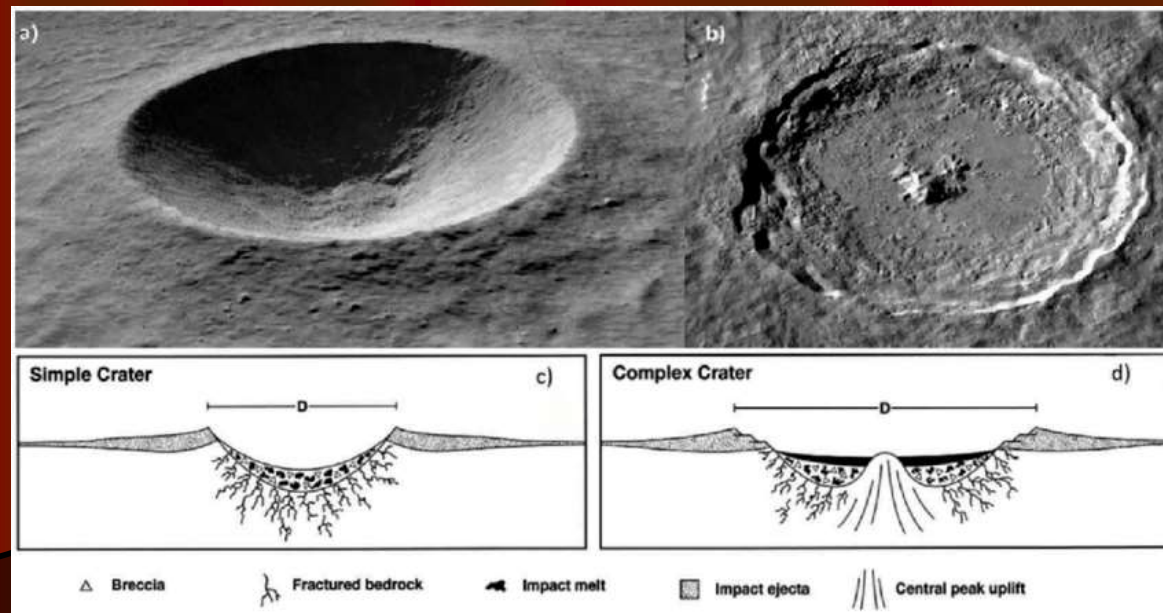 a)
b)
Simple Crater
c)
D
Complex Crater
d)
D
Breccia
Fractured bedrock
Impact melt
Impact ejecta
Central peak uplift